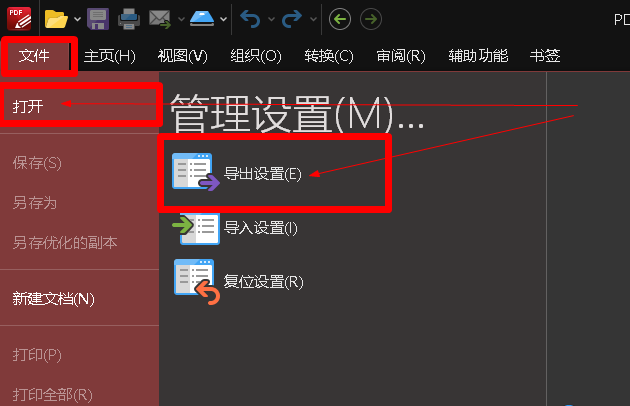 PDF
PD
文件 主页(H) 视图(V) 组织(O) 转换(C) 审阅(R) 辅助功能 书签
打开
管理设置(M)...
保存(S)
导出设置(E)
另存为
导入设置(I)
另存优化的副本
复位设置(R)
新建文档(N)
打印(P)
打印全部(R)